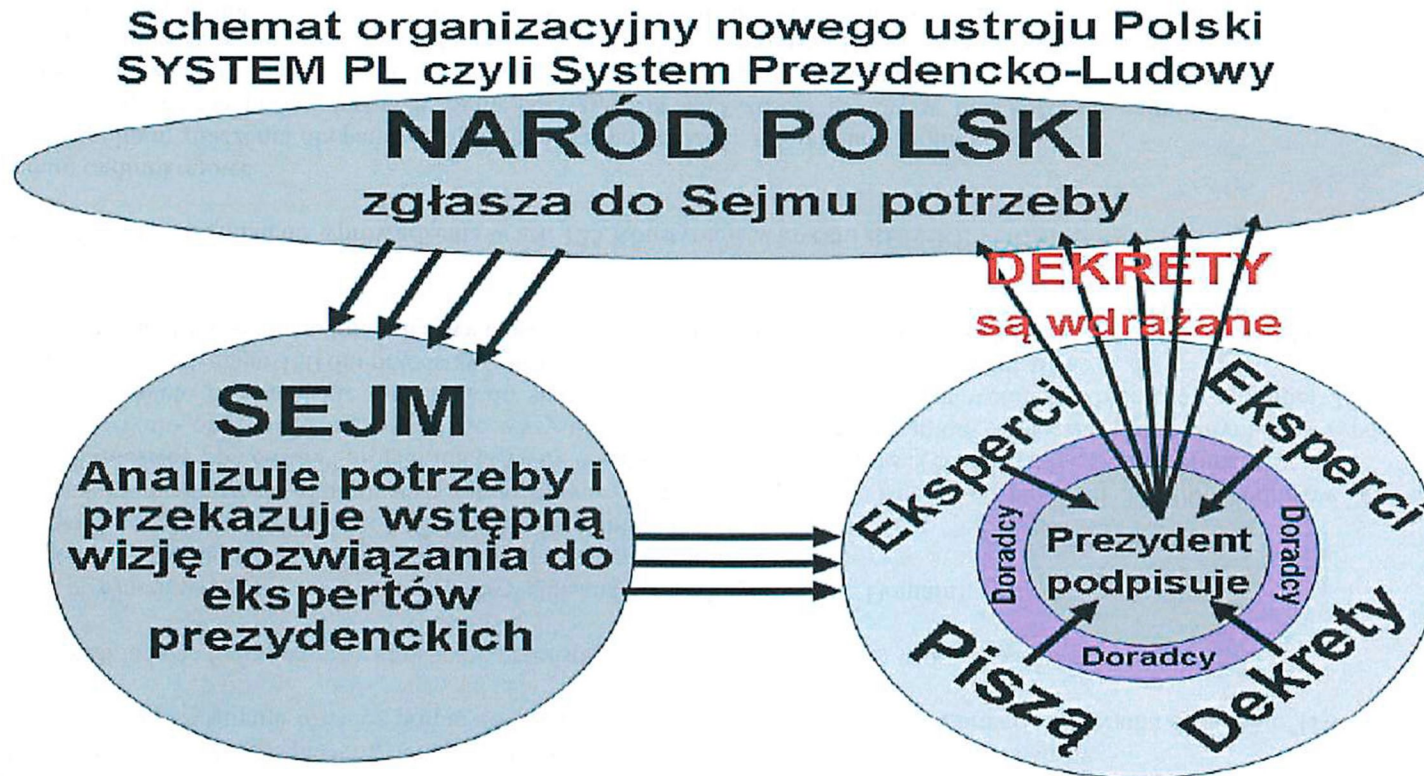 Schemat organizacyjny nowego ustroju Polski
SYSTEM PL czyli System Prezydencko-Ludowy
NARÓD POLSKI
zgłasza do Sejmu potrzeby
DEKRETY
są wdrażane
SEJM
Analizuje potrzeby i
przekazuje wstępną
wizję rozwiązania do
ekspertów
prezydenckich
Eksperci
Eksperci
Doradcy
Prezydent
podpisuje
Doradcy
Doradcy
Piszą
Dekrety